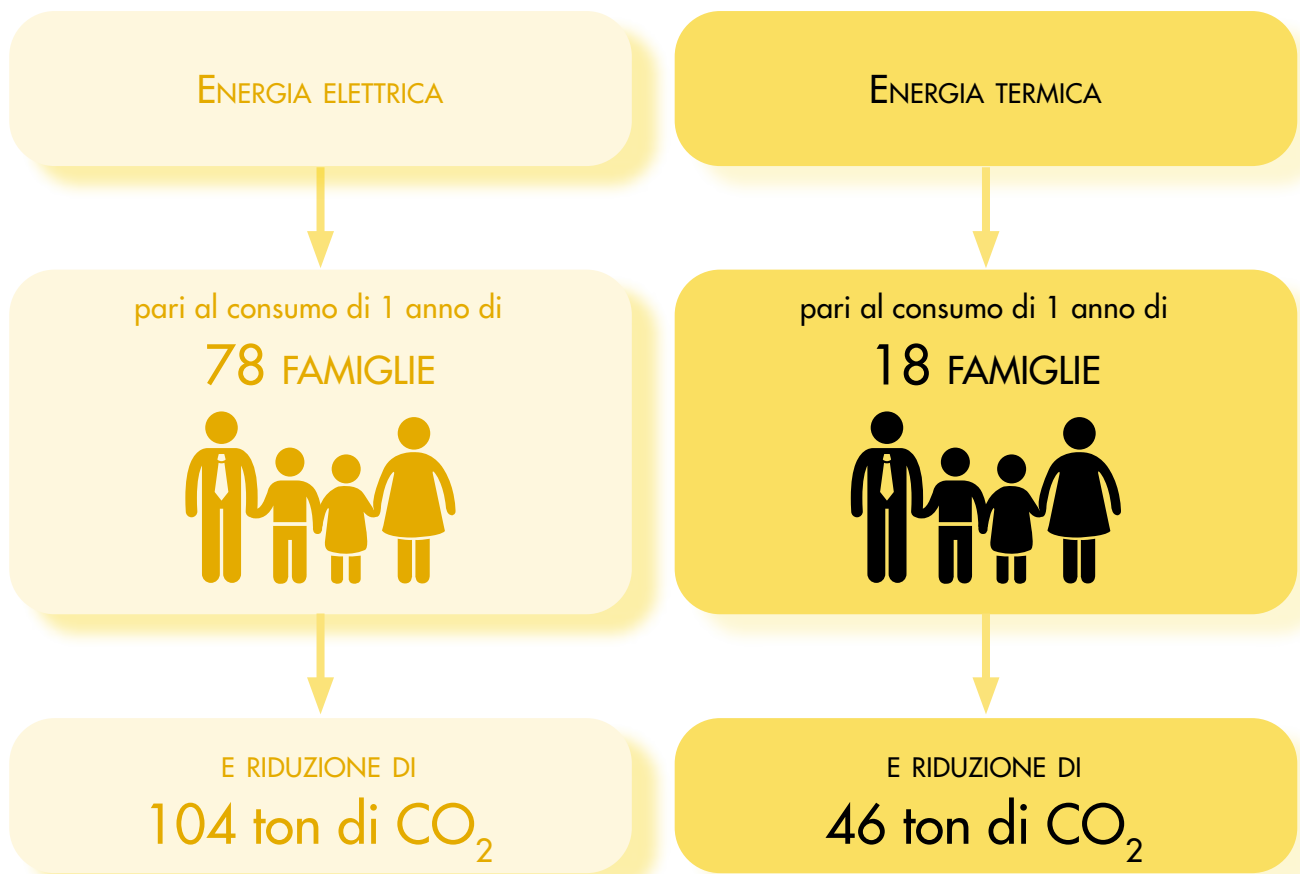 Energia elettrica
pari al consumo di 1 anno di
78 famiglie
e riduzione di
104 ton di CO₂
Energia termica
pari al consumo di 1 anno di
18 famiglie
e riduzione di
46 ton di CO₂